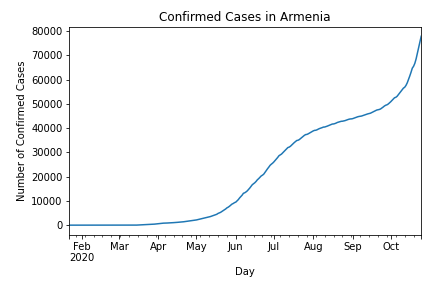 Confirmed Cases in Armenia
Number of Confirmed Cases
80000
70000
60000
50000
40000
30000
20000
10000
0
Feb Mar Apr May Jun Jul Aug Sep Oct
2020
Day